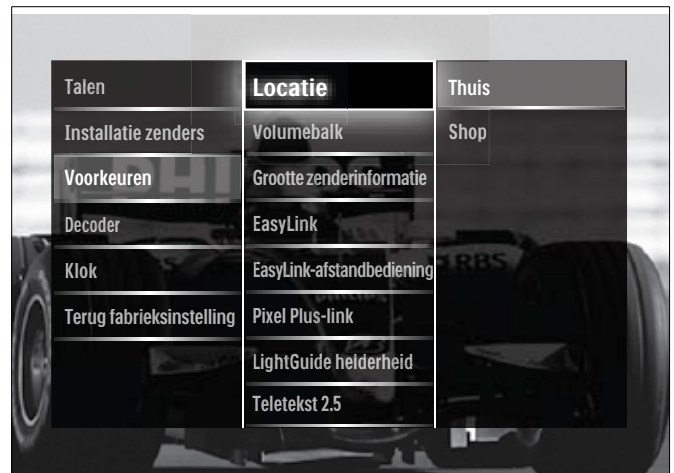 Talen
Installatie zenders
Voorkeuren
Decoder
Klok
Terug fabrieksinstelling
Locatie
Volumebalk
Grootte zenderinformatie
EasyLink
EasyLink-afstandbediening
Pixel Plus-link
LightGuide helderheid
Teletekst 2.5
Thuis
Shop
RBS